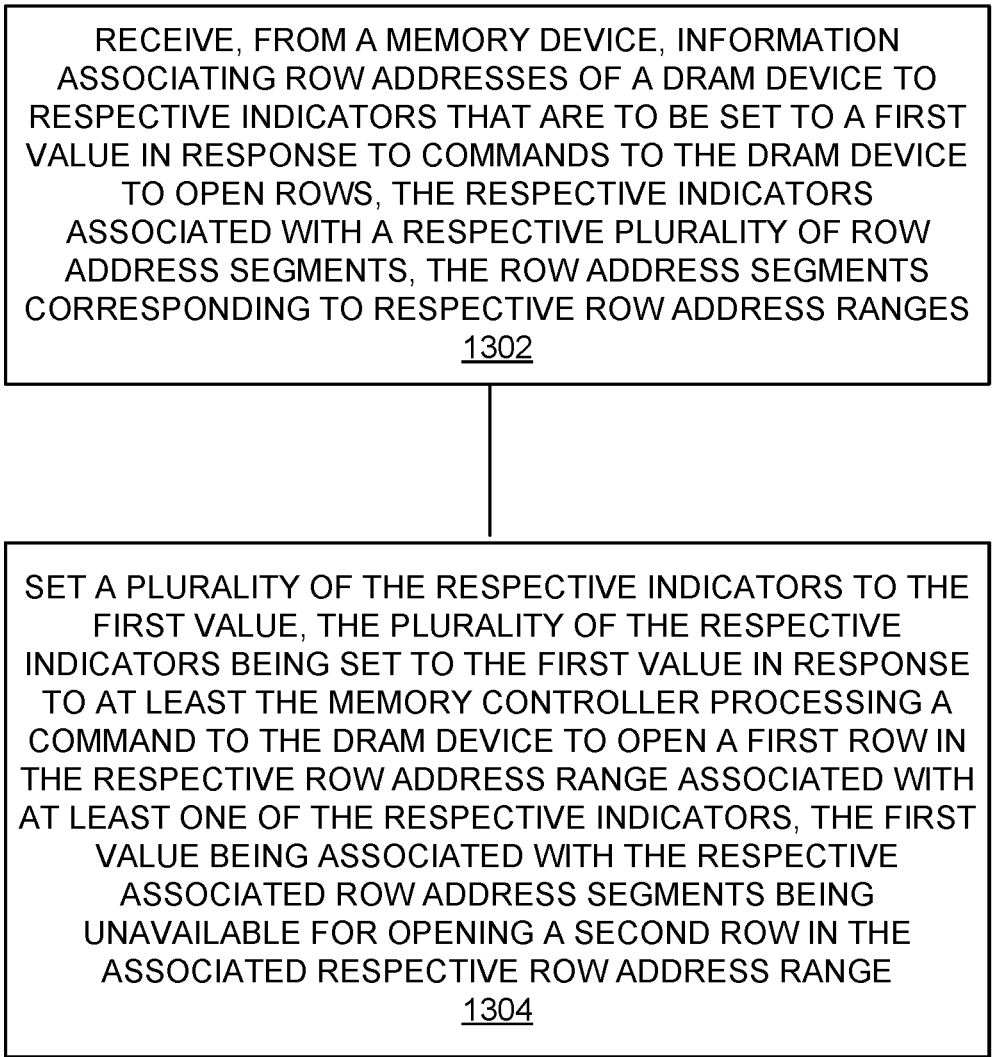 RECEIVE, FROM A MEMORY DEVICE, INFORMATION
ASSOCIATING ROW ADDRESSES OF A DRAM DEVICE TO
RESPECTIVE INDICATORS THAT ARE TO BE SET TO A FIRST
VALUE IN RESPONSE TO COMMANDS TO THE DRAM DEVICE
TO OPEN ROWS, THE RESPECTIVE INDICATORS
ASSOCIATED WITH A RESPECTIVE PLURALITY OF ROW
ADDRESS SEGMENTS, THE ROW ADDRESS SEGMENTS
CORRESPONDING TO RESPECTIVE ROW ADDRESS RANGES
1302
SET A PLURALITY OF THE RESPECTIVE INDICATORS TO THE
FIRST VALUE, THE PLURALITY OF THE RESPECTIVE
INDICATORS BEING SET TO THE FIRST VALUE IN RESPONSE
TO AT LEAST THE MEMORY CONTROLLER PROCESSING A
COMMAND TO THE DRAM DEVICE TO OPEN A FIRST ROW IN
THE RESPECTIVE ROW ADDRESS RANGE ASSOCIATED WITH
AT LEAST ONE OF THE RESPECTIVE INDICATORS, THE FIRST
VALUE BEING ASSOCIATED WITH THE RESPECTIVE
ASSOCIATED ROW ADDRESS SEGMENTS BEING
UNAVAILABLE FOR OPENING A SECOND ROW IN THE
ASSOCIATED RESPECTIVE ROW ADDRESS RANGE
1304